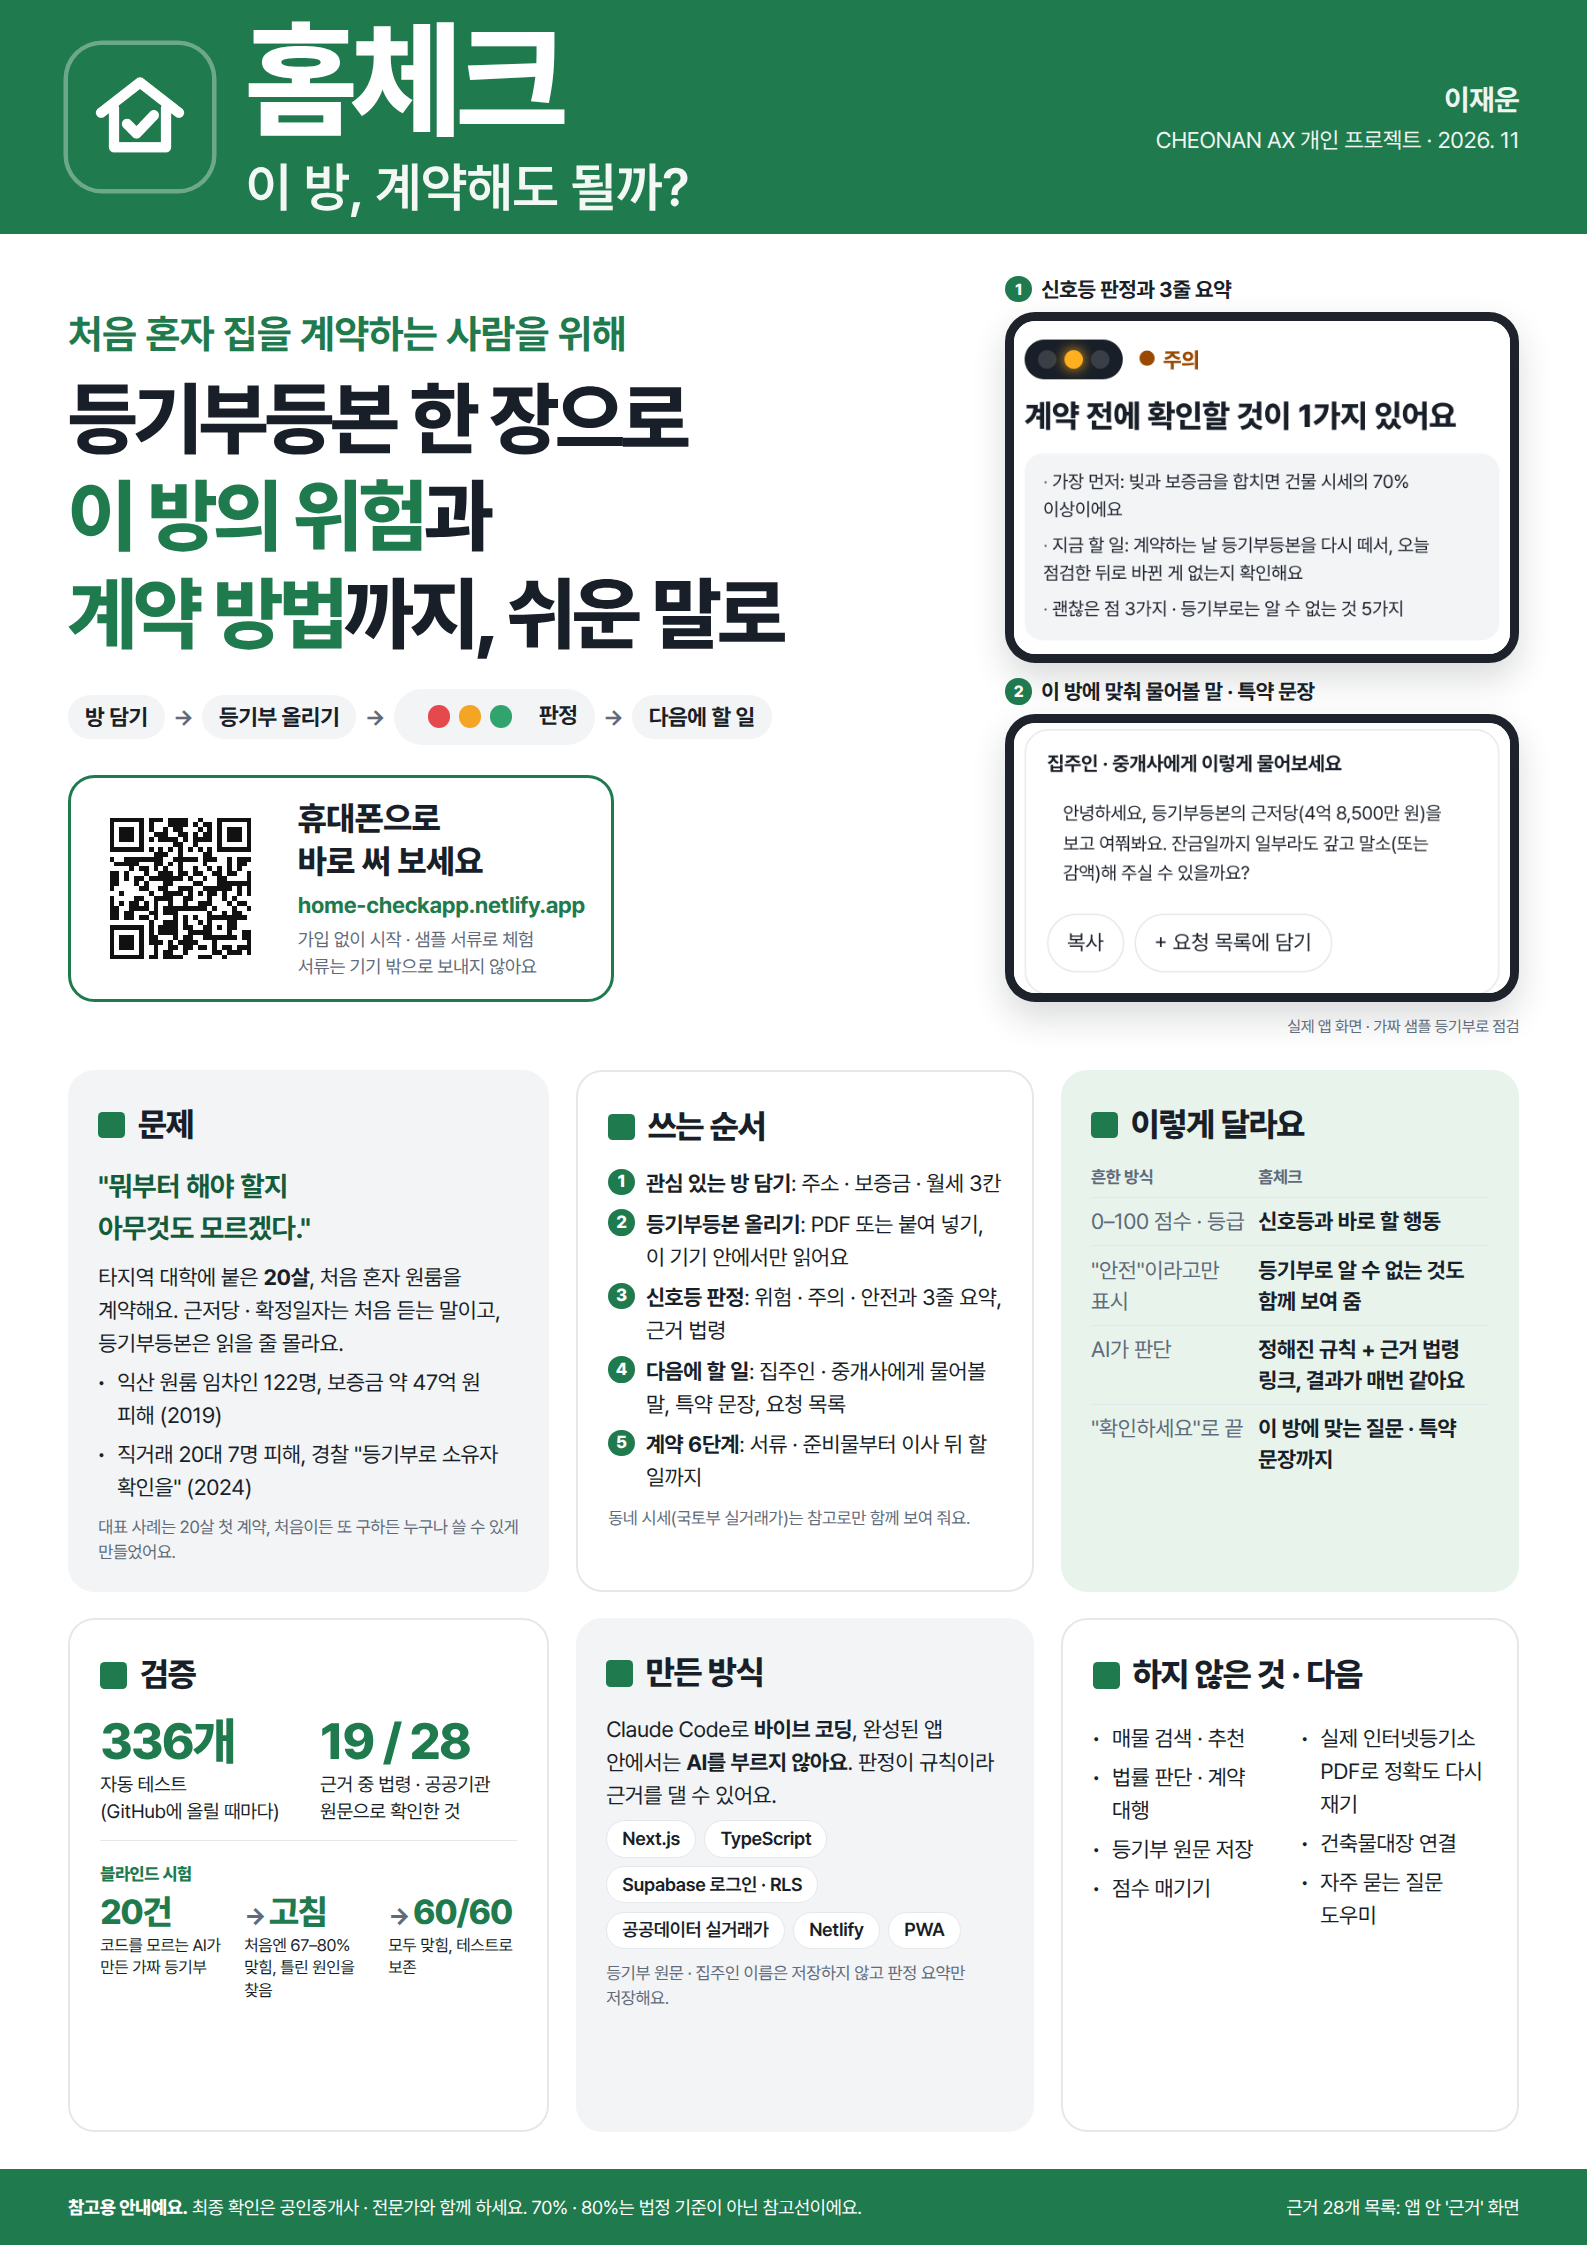 홈체크
이 방, 계약해도 될까?
이재운
CHEONAN AX 개인 프로젝트 · 2026. 11
처음 혼자 집을 계약하는 사람을 위해
등기부등본 한 장으로
이 방의 위험과
계약 방법까지, 쉬운 말로
방 담기 → 등기부 올리기 → 판정 → 다음에 할 일
휴대폰으로
바로 써 보세요
home-checkapp.netlify.app
가입 없이 시작 · 샘플 서류로 체험
서류는 기기 밖으로 보내지 않아요
1 신호등 판정과 3줄 요약
주의
계약 전에 확인할 것이 1가지 있어요
· 가장 먼저: 빚과 보증금을 합치면 건물 시세의 70%
이상이에요
· 지금 할 일: 계약하는 날 등기부등본을 다시 떼서, 오늘
점검한 뒤로 바뀐 게 없는지 확인해요
· 괜찮은 점 3가지 · 등기부로는 알 수 없는 것 5가지
2 이 방에 맞춰 물어볼 말 · 특약 문장
집주인 · 중개사에게 이렇게 물어보세요
안녕하세요, 등기부등본의 근저당(4억 8,500만 원)을
보고 여쭤봐요. 잔금일까지 일부라도 갚고 말소(또는
감액)해 주실 수 있을까요?
복사
+ 요청 목록에 담기
실제 앱 화면 · 가짜 샘플 등기부로 점검
문제
"뭐부터 해야 할지
아무것도 모르겠다."
타지역 대학에 붙은 20살, 처음 혼자 원룸을
계약해요. 근저당 · 확정일자는 처음 듣는 말이고,
등기부등본은 읽을 줄 몰라요.
· 익산 원룸 임차인 122명, 보증금 약 47억 원
피해 (2019)
· 직거래 20대 7명 피해, 경찰 "등기부로 소유자
확인을" (2024)
대표 사례는 20살 첫 계약, 처음이든 또 구하든 누구나 쓸 수 있게
만들었어요.
쓰는 순서
1 관심 있는 방 담기: 주소 · 보증금 · 월세 3칸
2 등기부등본 올리기: PDF 또는 붙여 넣기,
이 기기 안에서만 읽어요
3 신호등 판정: 위험 · 주의 · 안전과 3줄 요약,
근거 법령
4 다음에 할 일: 집주인 · 중개사에게 물어볼
말, 특약 문장, 요청 목록
5 계약 6단계: 서류 · 준비물부터 이사 뒤 할
일까지
동네 시세(국토부 실거래가)는 참고로만 함께 보여 줘요.
이렇게 달라요
흔한 방식 홈체크
0–100 점수 · 등급 신호등과 바로 할 행동
"안전"이라고만 등기부로 알 수 없는 것도
표시 함께 보여 줌
AI가 판단 정해진 규칙 + 근거 법령
링크, 결과가 매번 같아요
"확인하세요"로 끝 이 방에 맞는 질문 · 특약
문장까지
검증
336개
자동 테스트
(GitHub에 올릴 때마다)
19 / 28
근거 중 법령 · 공공기관
원문으로 확인한 것
블라인드 시험
20건
코드를 모르는 AI가
만든 가짜 등기부
→ 고침
처음엔 67–80%
맞힘, 틀린 원인을
찾음
→ 60/60
모두 맞힘, 테스트로
보존
만든 방식
Claude Code로 바이브 코딩, 완성된 앱
안에서는 AI를 부르지 않아요. 판정이 규칙이라
근거를 댈 수 있어요.
Next.js TypeScript
Supabase 로그인 · RLS
공공데이터 실거래가 Netlify PWA
등기부 원문 · 집주인 이름은 저장하지 않고 판정 요약만
저장해요.
하지 않은 것 · 다음
· 매물 검색 · 추천
· 법률 판단 · 계약
대행
· 등기부 원문 저장
· 점수 매기기
· 실제 인터넷등기소
PDF로 정확도 다시
재기
· 건축물대장 연결
· 자주 묻는 질문
도우미
참고용 안내예요. 최종 확인은 공인중개사 · 전문가와 함께 하세요. 70% · 80%는 법정 기준이 아닌 참고선이에요.
근거 28개 목록: 앱 안 '근거' 화면